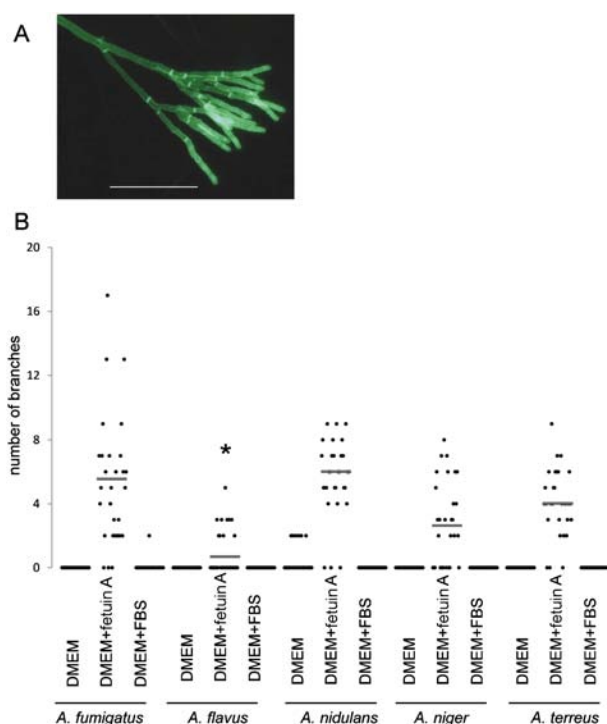 A
B
20
16
12
8
4
0
number of branches
*
DMEM
DMEM+fetuin A
DMEM+FBS
DMEM
DMEM+fetuin A
DMEM+FBS
DMEM
DMEM+fetuin A
DMEM+FBS
DMEM
DMEM+fetuin A
DMEM+FBS
DMEM
DMEM+fetuin A
DMEM+FBS
A. fumigatus
A. flavus
A. nidulans
A. niger
A. terreus